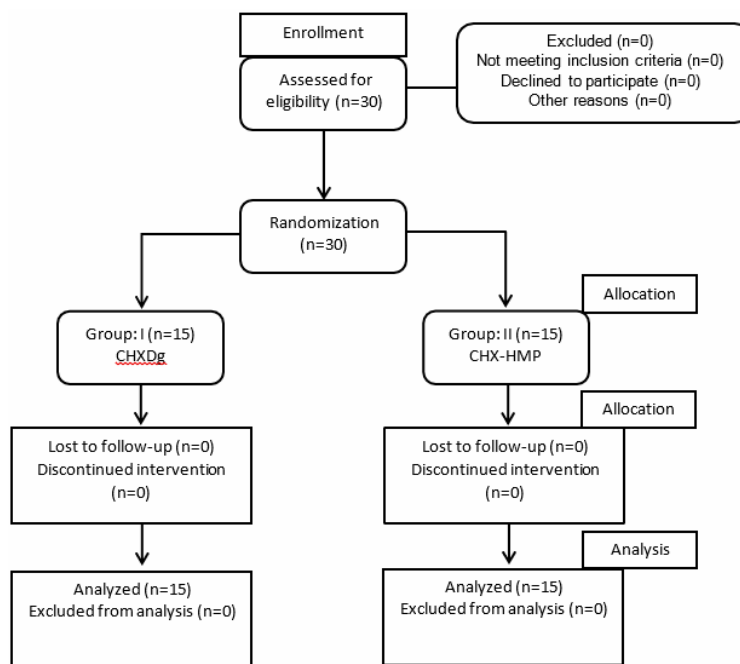 Enrollment
Assessed for
eligibility (n=30)
Excluded (n=0)
Not meeting inclusion criteria (n=0)
Declined to participate (n=0)
Other reasons (n=0)
Randomization
(n=30)
Allocation
Group: I (n=15)
CHXDg
Group: II (n=15)
CHX-HMP
Allocation
Lost to follow-up (n=0)
Discontinued intervention
(n=0)
Lost to follow-up (n=0)
Discontinued intervention
(n=0)
Analysis
Analyzed (n=15)
Excluded from analysis (n=0)
Analyzed (n=15)
Excluded from analysis (n=0)